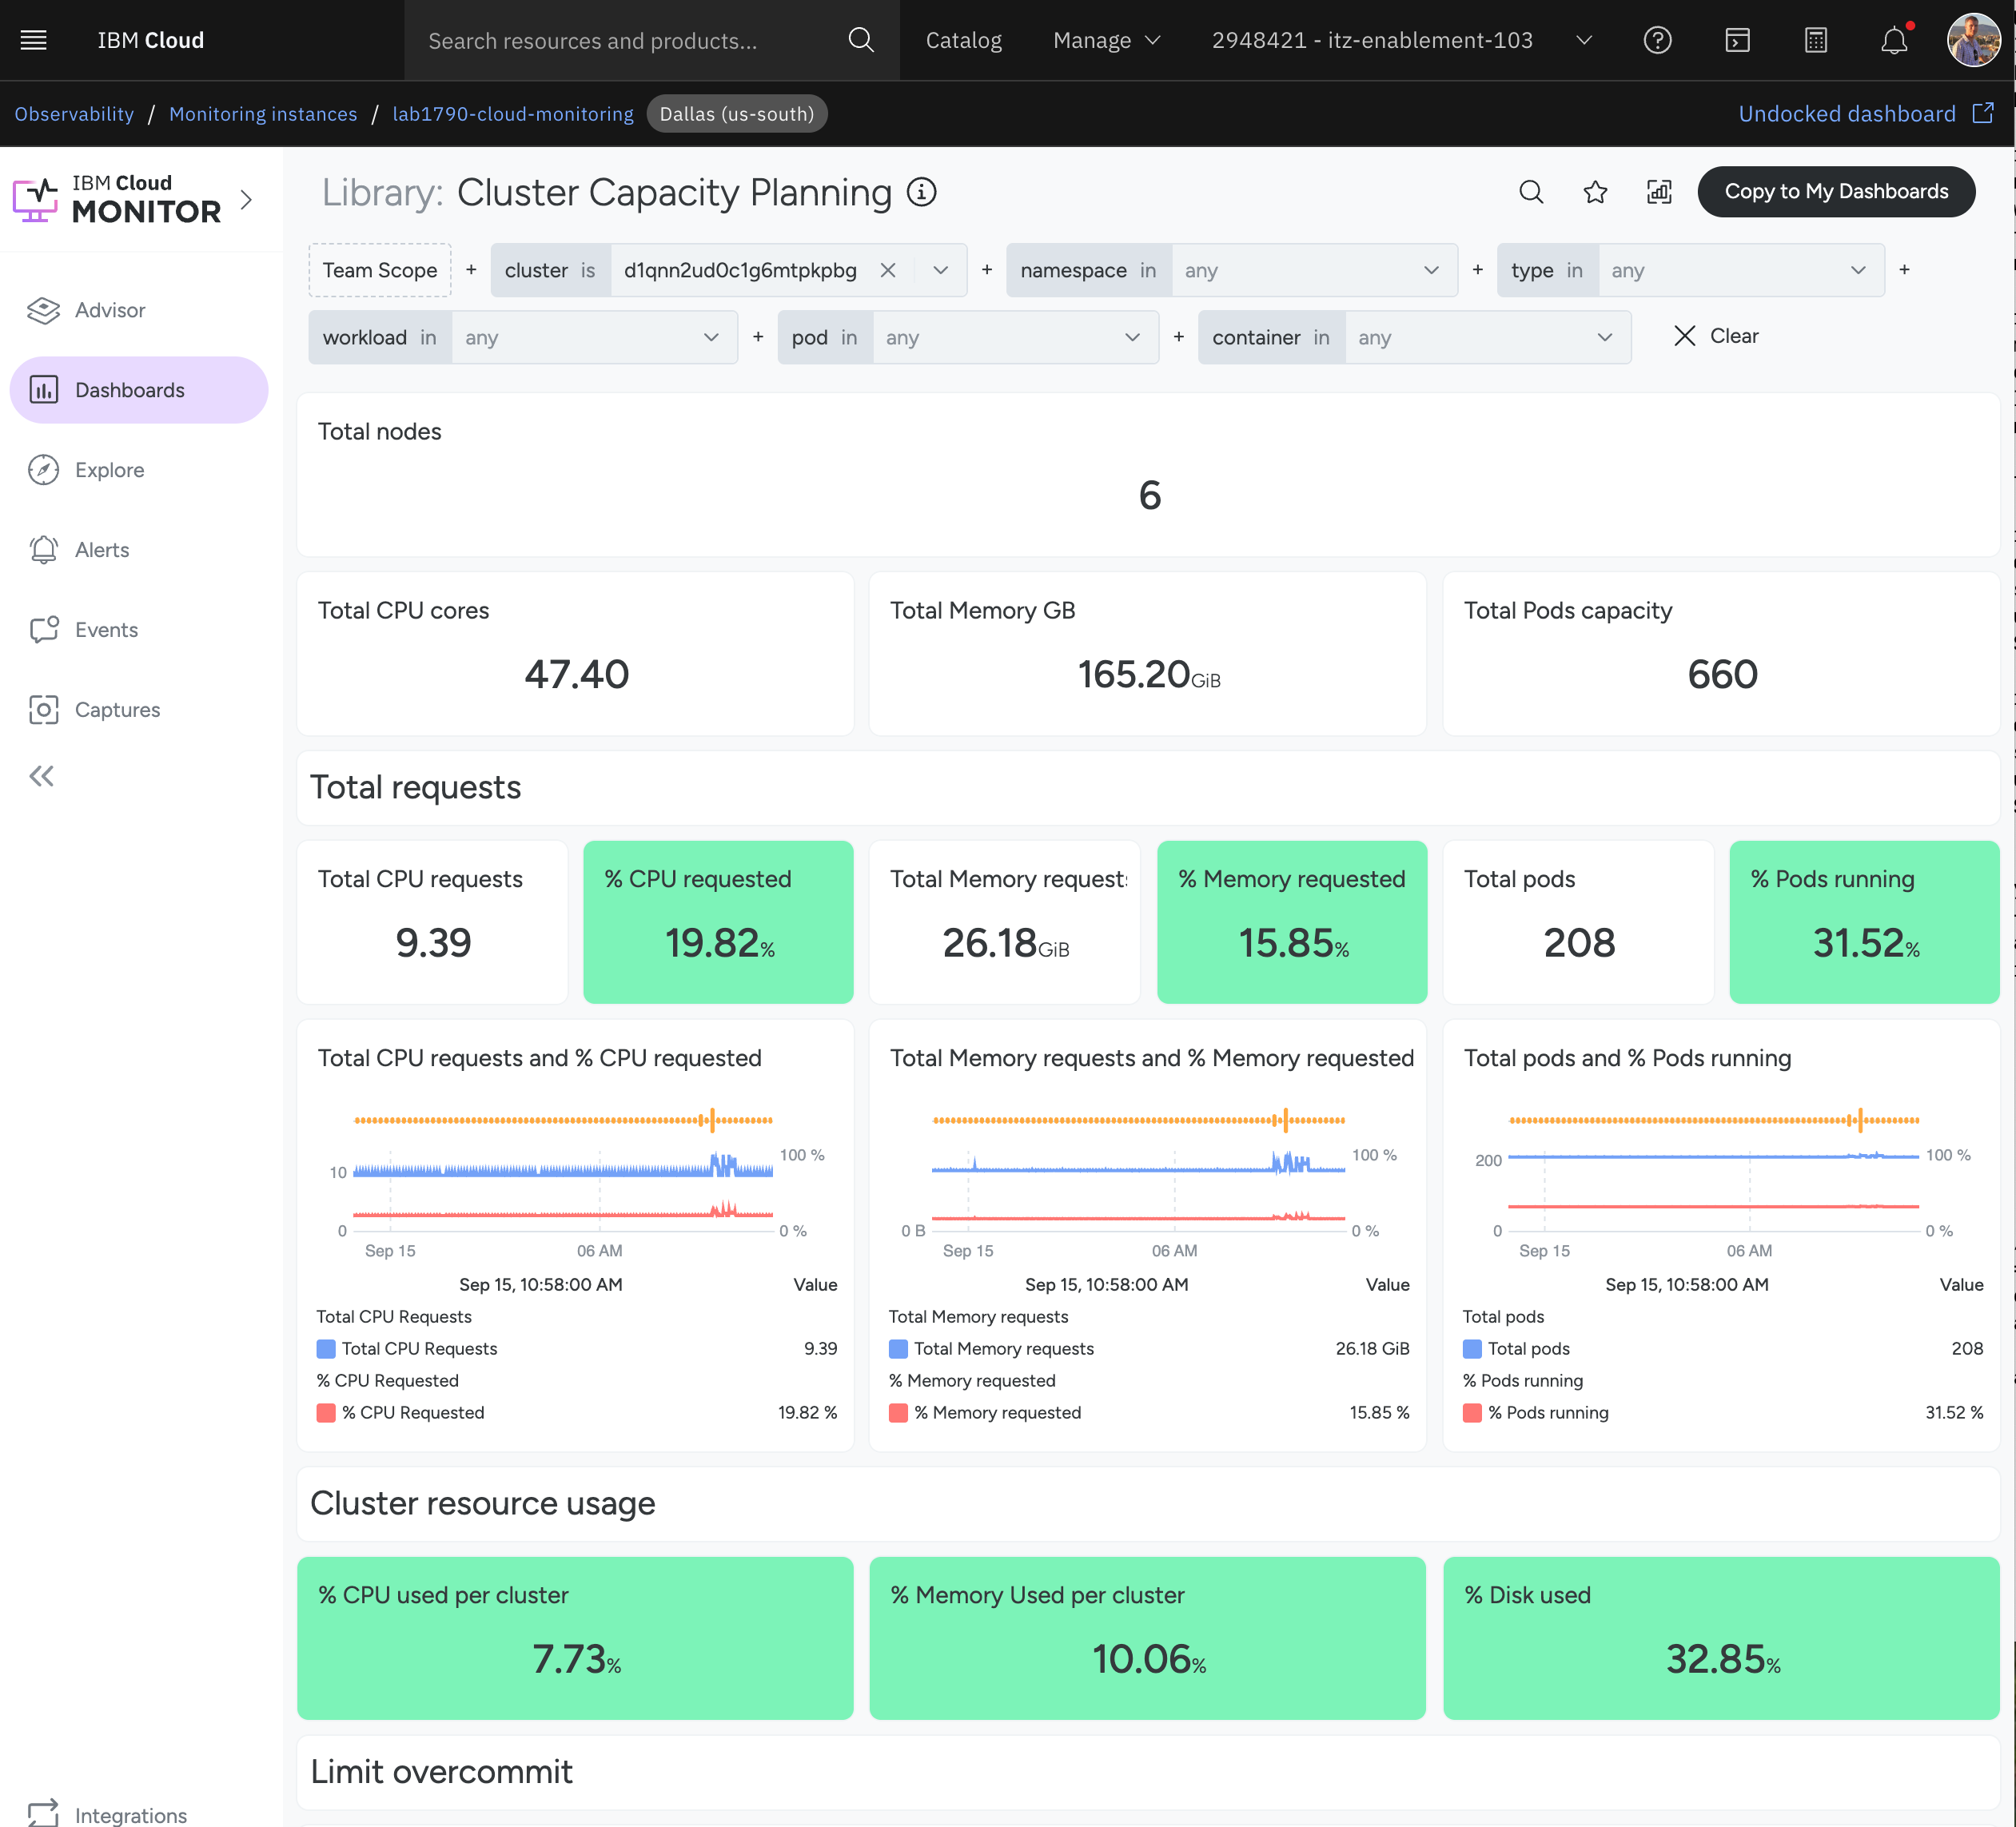 IBM Cloud
Search resources and products...
Catalog
Manage
2948421 - itz-enablement-103
Observability / Monitoring instances / lab1790-cloud-monitoring Dallas (us-south)
Undocked dashboard
IBM Cloud
MONITOR
Advisor
Dashboards
Explore
Alerts
Events
Captures
Integrations
Library: Cluster Capacity Planning
Copy to My Dashboards
Team Scope + cluster is d1qnn2ud0c1g6mtpkpbg + namespace in any + type in any +
workload in any + pod in any + container in any Clear
Total nodes
6
Total CPU cores
47.40
Total Memory GB
165.20GiB
Total Pods capacity
660
Total requests
Total CPU requests
9.39
% CPU requested
19.82%
Total Memory requests
26.18GiB
% Memory requested
15.85%
Total pods
208
% Pods running
31.52%
Total CPU requests and % CPU requested
100 %
10
0
0 %
Sep 15 06 AM
Sep 15, 10:58:00 AM Value
Total CPU Requests
Total CPU Requests 9.39
% CPU Requested
% CPU Requested 19.82 %
Total Memory requests and % Memory requested
100 %
0 B
0 %
Sep 15 06 AM
Sep 15, 10:58:00 AM Value
Total Memory requests
Total Memory requests 26.18 GiB
% Memory requested
% Memory requested 15.85 %
Total pods and % Pods running
200
100 %
0
0 %
Sep 15 06 AM
Sep 15, 10:58:00 AM Value
Total pods
Total pods 208
% Pods running
% Pods running 31.52 %
Cluster resource usage
% CPU used per cluster
7.73%
% Memory Used per cluster
10.06%
% Disk used
32.85%
Limit overcommit